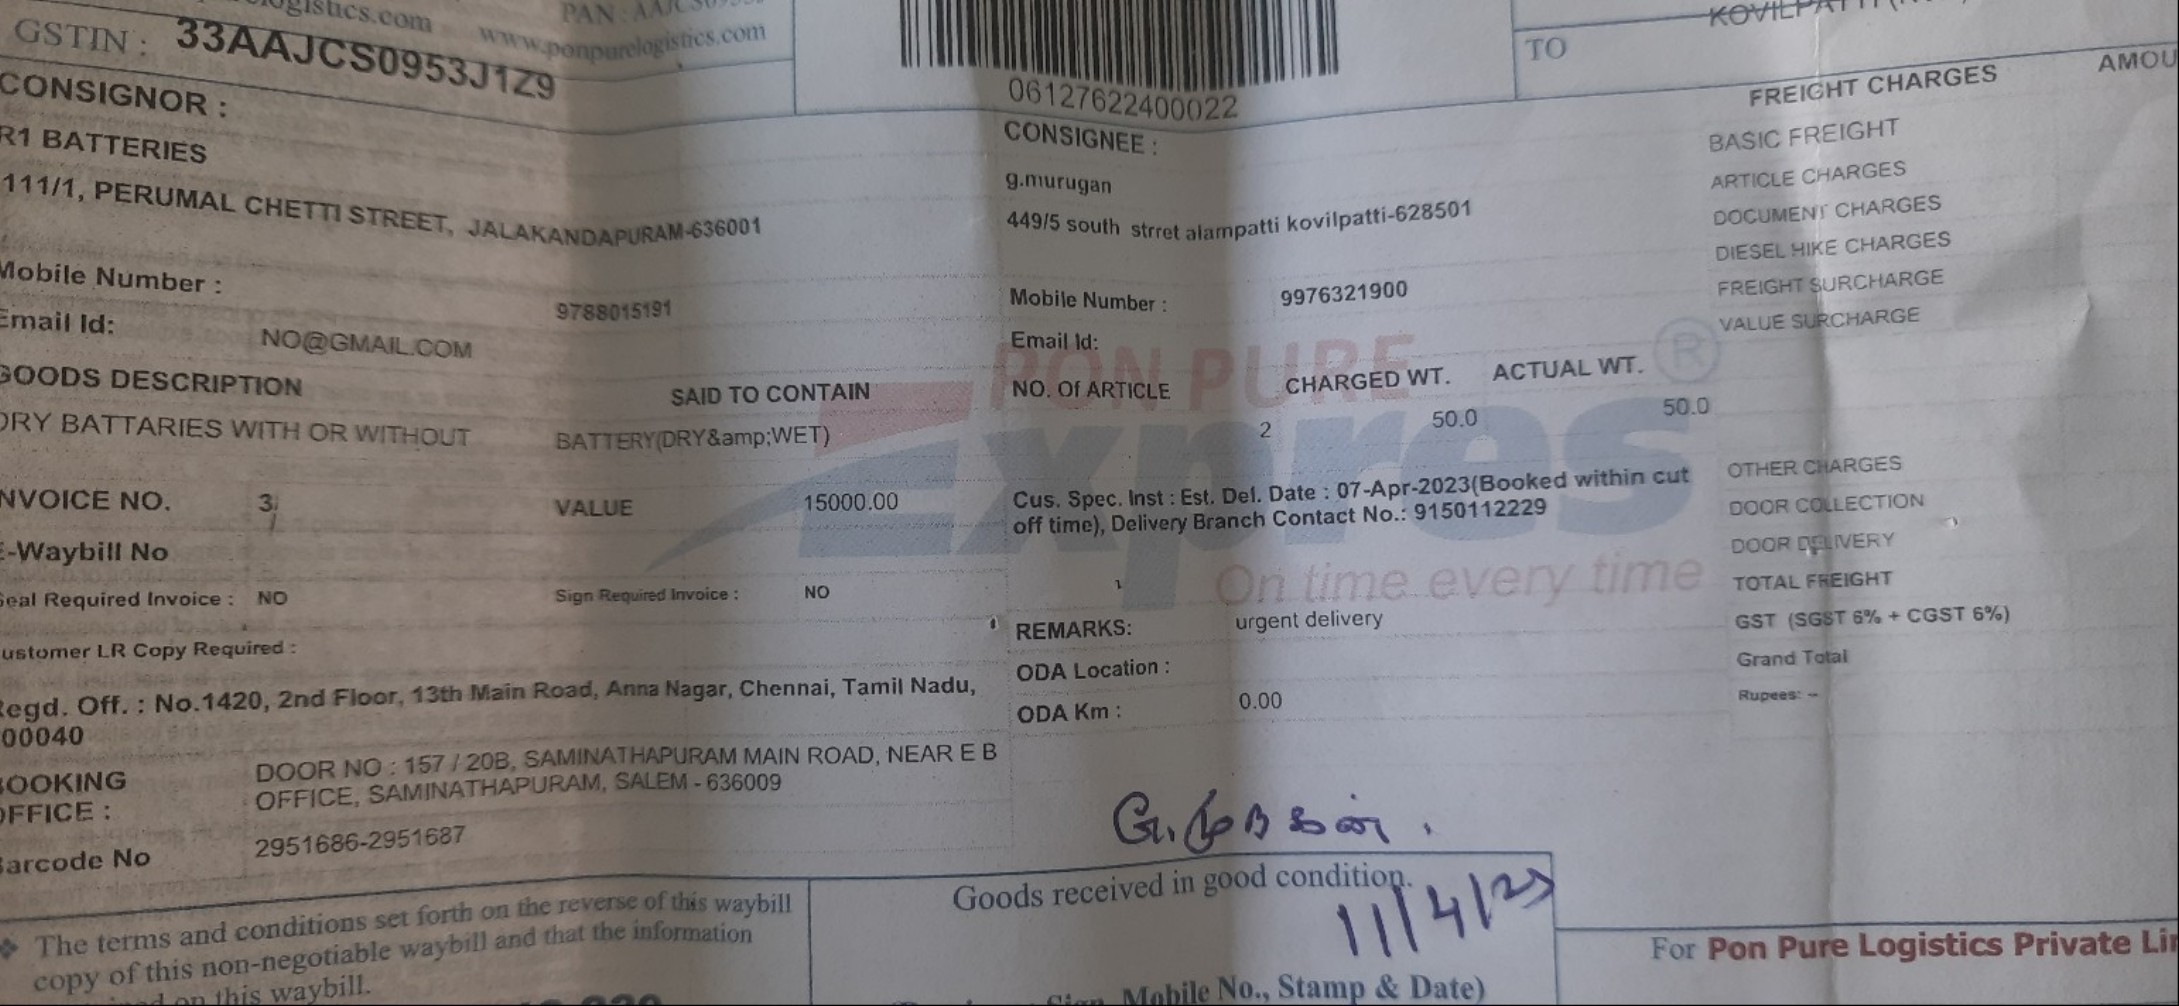 www.ponpurelogistics.com
GSTIN : 33AAJCS0953J1Z9
06127622400022
TO
CONSIGNOR :
R1 BATTERIES
111/1, PERUMAL CHETTI STREET, JALAKANDAPURAM-636001
Mobile Number : 9788015191
Email Id: NO@GMAIL.COM
GOODS DESCRIPTION SAID TO CONTAIN
DRY BATTARIES WITH OR WITHOUT BATTERY(DRY&amp;WET)
INVOICE NO. 3 VALUE 15000.00
E-Waybill No
Seal Required Invoice : NO Sign Required Invoice : NO
Customer LR Copy Required :
Regd. Off. : No.1420, 2nd Floor, 13th Main Road, Anna Nagar, Chennai, Tamil Nadu,
00040
BOOKING OFFICE : DOOR NO : 157 / 20B, SAMINATHAPURAM MAIN ROAD, NEAR E B
OFFICE, SAMINATHAPURAM, SALEM - 636009
Barcode No 2951686-2951687
The terms and conditions set forth on the reverse of this waybill
copy of this non-negotiable waybill and that the information
on this waybill.
CONSIGNEE :
g.murugan
449/5 south strret alampatti kovilpatti-628501
Mobile Number : 9976321900
Email Id:
PON PURE
Expres
On time every time
NO. Of ARTICLE CHARGED WT. ACTUAL WT.
2 50.0 50.0
Cus. Spec. Inst : Est. Del. Date : 07-Apr-2023(Booked within cut
off time), Delivery Branch Contact No.: 9150112229
REMARKS: urgent delivery
ODA Location :
ODA Km : 0.00
முருகன்.
Goods received in good condition.
11/4/23
Mobile No., Stamp & Date)
FREIGHT CHARGES
BASIC FREIGHT
ARTICLE CHARGES
DOCUMENT CHARGES
DIESEL HIKE CHARGES
FREIGHT SURCHARGE
VALUE SURCHARGE
OTHER CHARGES
DOOR COLLECTION
DOOR DELIVERY
TOTAL FREIGHT
GST (SGST 6% + CGST 6%)
Grand Total
Rupees: --
For Pon Pure Logistics Private